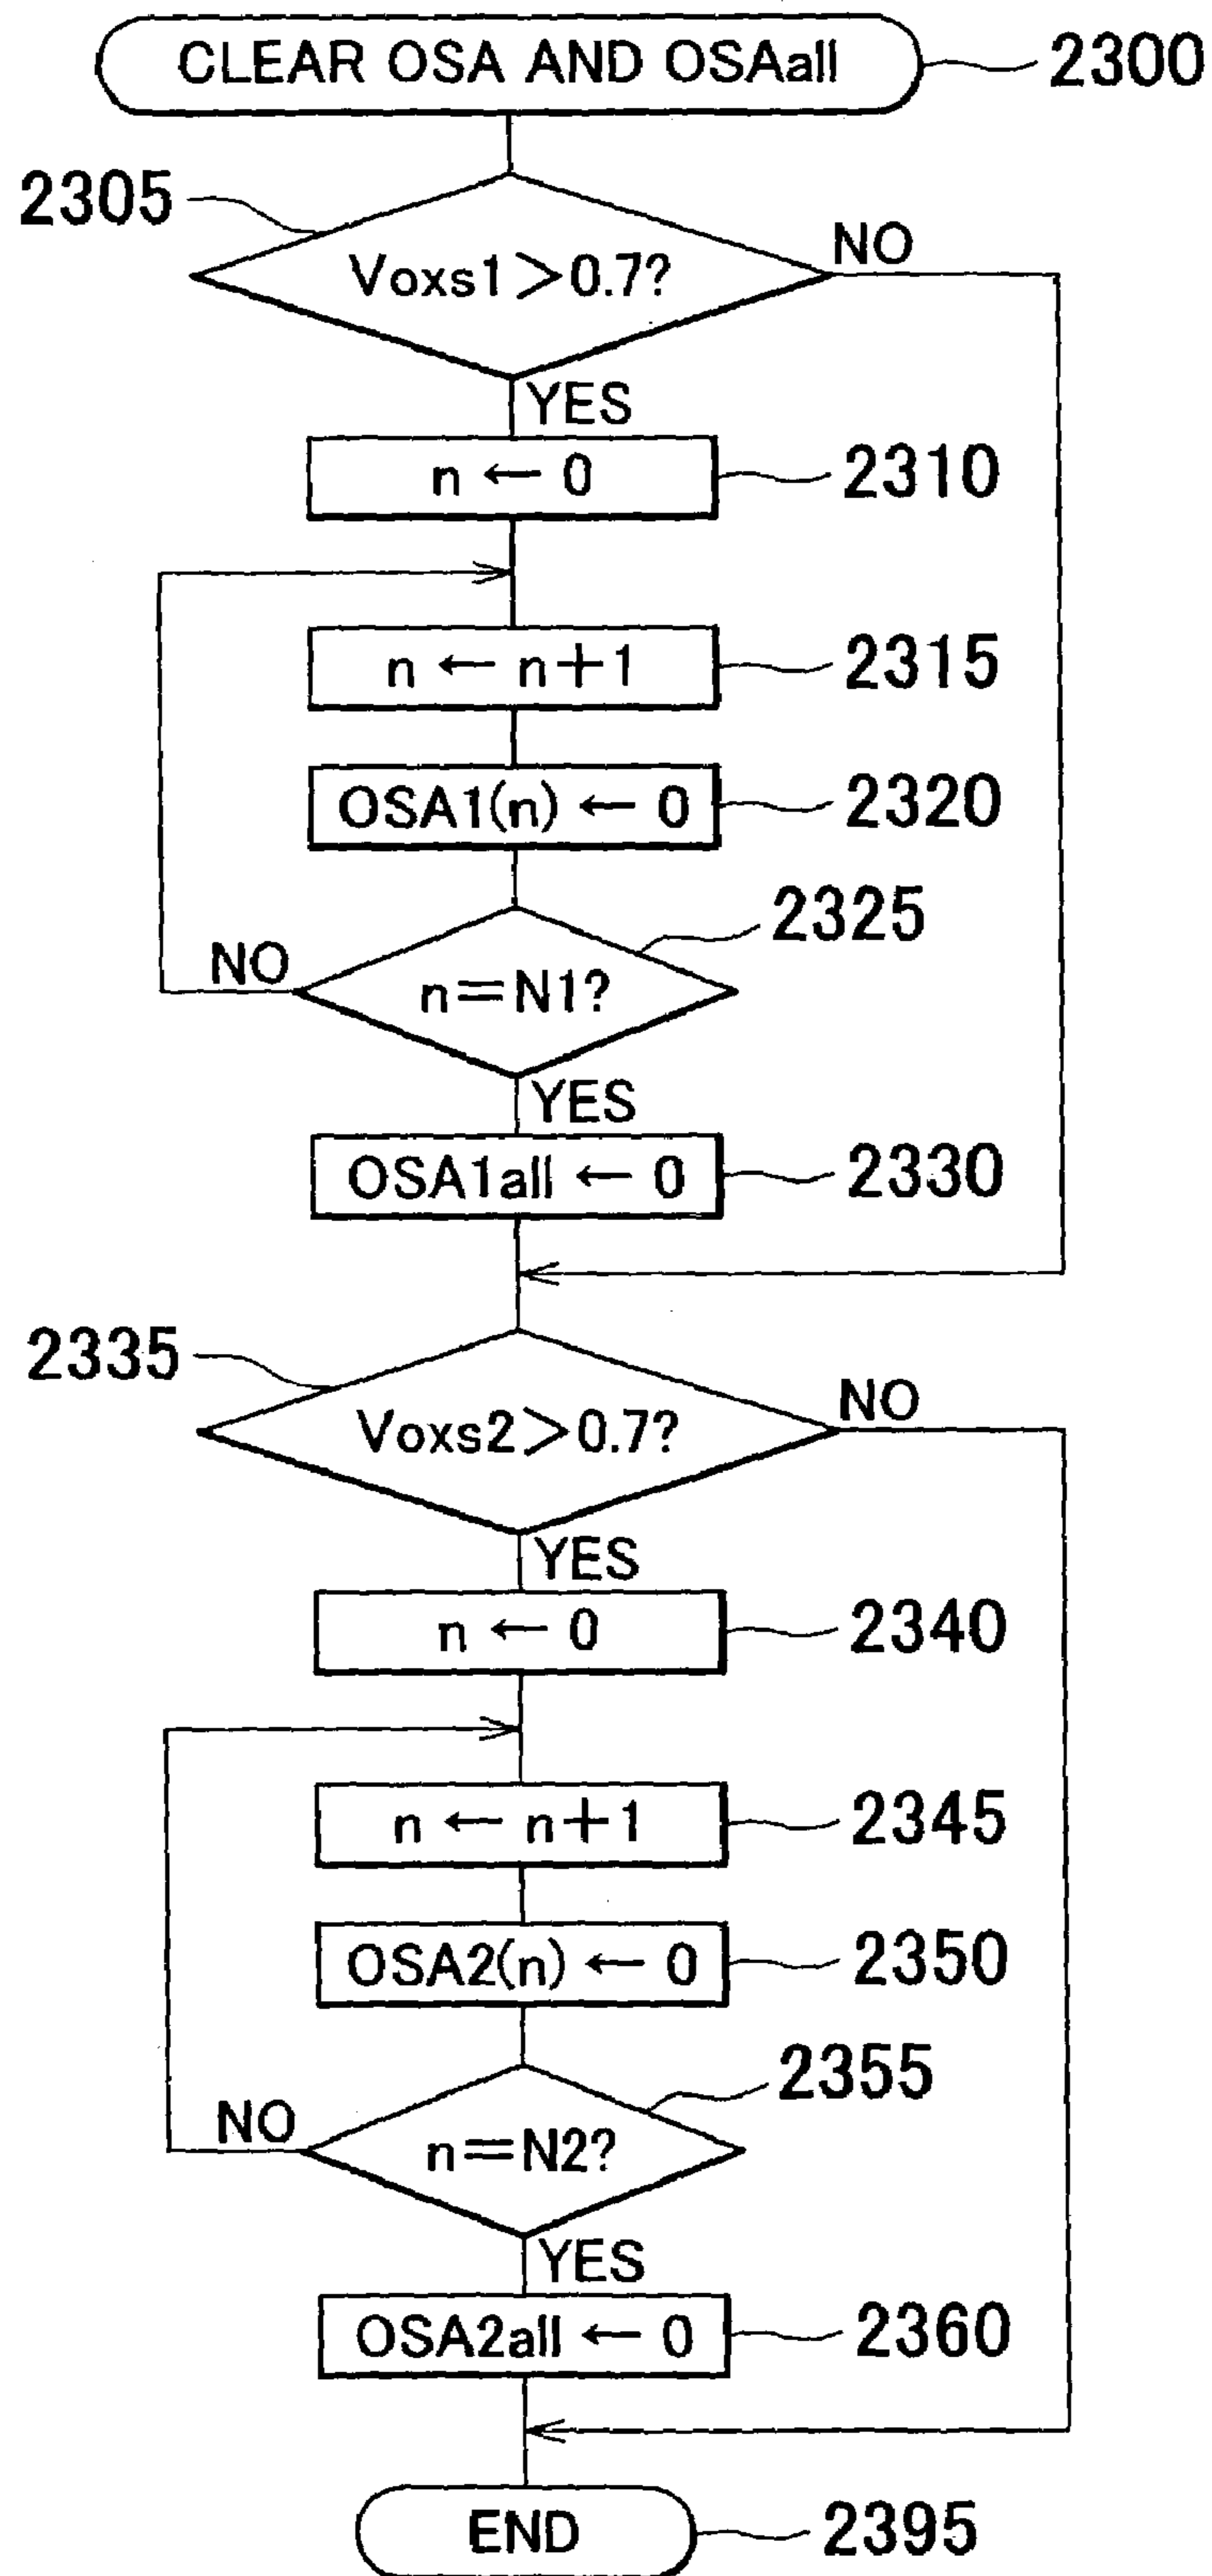 CLEAR OSA AND OSAall 2300
2305
Voxs1>0.7?
NO
YES
n ← 0 2310
n ← n+1 2315
OSA1(n) ← 0 2320
2325
NO
n=N1?
YES
OSA1all ← 0 2330
2335
Voxs2>0.7?
NO
YES
n ← 0 2340
n ← n+1 2345
OSA2(n) ← 0 2350
2355
NO
n=N2?
YES
OSA2all ← 0 2360
END 2395